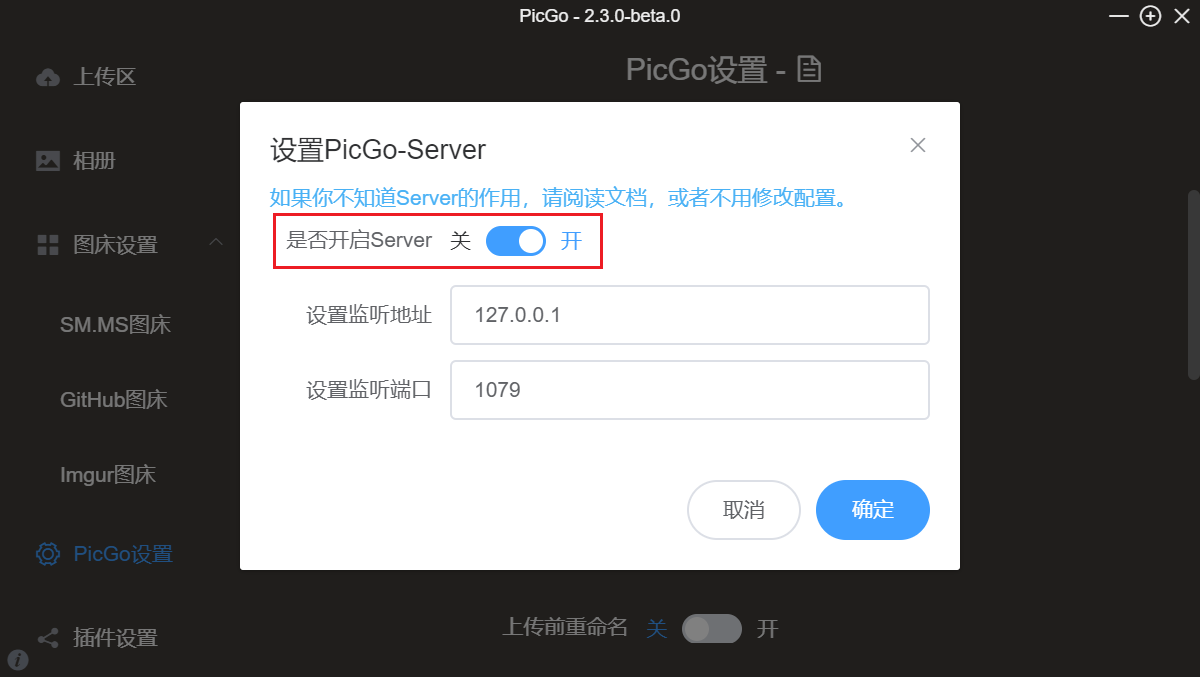 PicGo - 2.3.0-beta.0
上传区
相册
图床设置
SM.MS图床
GitHub图床
Imgur图床
PicGo设置
插件设置
PicGo设置 -
设置PicGo-Server
如果你不知道Server的作用，请阅读文档，或者不用修改配置。
是否开启Server 关 开
设置监听地址 127.0.0.1
设置监听端口 1079
取消 确定
上传前重命名 关 开